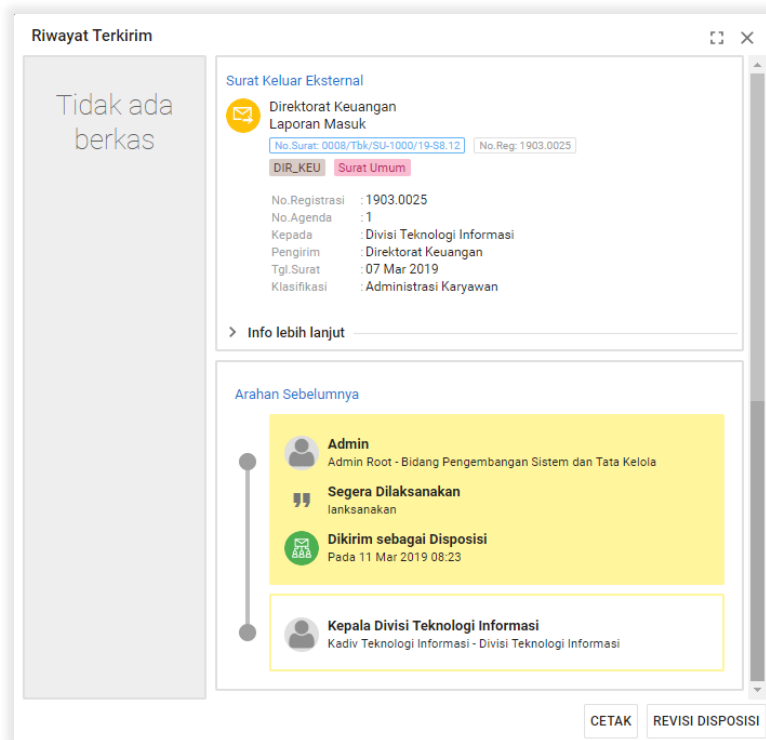 Riwayat Terkirim
Tidak ada
berkas
Surat Keluar Eksternal
Direktorat Keuangan
Laporan Masuk
No.Surat: 0008/Tbk/SU-1000/19-S8.12 No.Reg: 1903.0025
DIR_KEU Surat Umum
No.Registrasi : 1903.0025
No.Agenda : 1
Kepada : Divisi Teknologi Informasi
Pengirim : Direktorat Keuangan
Tgl.Surat : 07 Mar 2019
Klasifikasi : Administrasi Karyawan
Info lebih lanjut
Arahan Sebelumnya
Admin
Admin Root - Bidang Pengembangan Sistem dan Tata Kelola
Segera Dilaksanakan
lanksanakan
Dikirim sebagai Disposisi
Pada 11 Mar 2019 08:23
Kepala Divisi Teknologi Informasi
Kadiv Teknologi Informasi - Divisi Teknologi Informasi
CETAK REVISI DISPOSISI